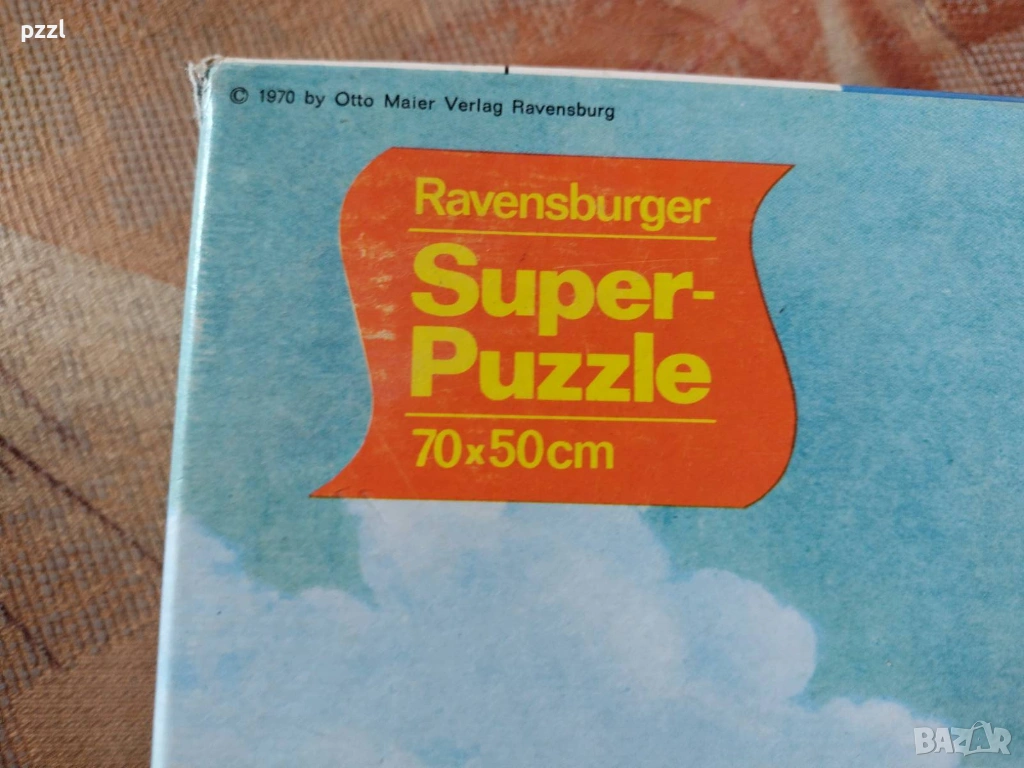 pzzl
© 1970 by Otto Maier Verlag Ravensburg
Ravensburger
Super-
Puzzle
70x50cm
BAZAR